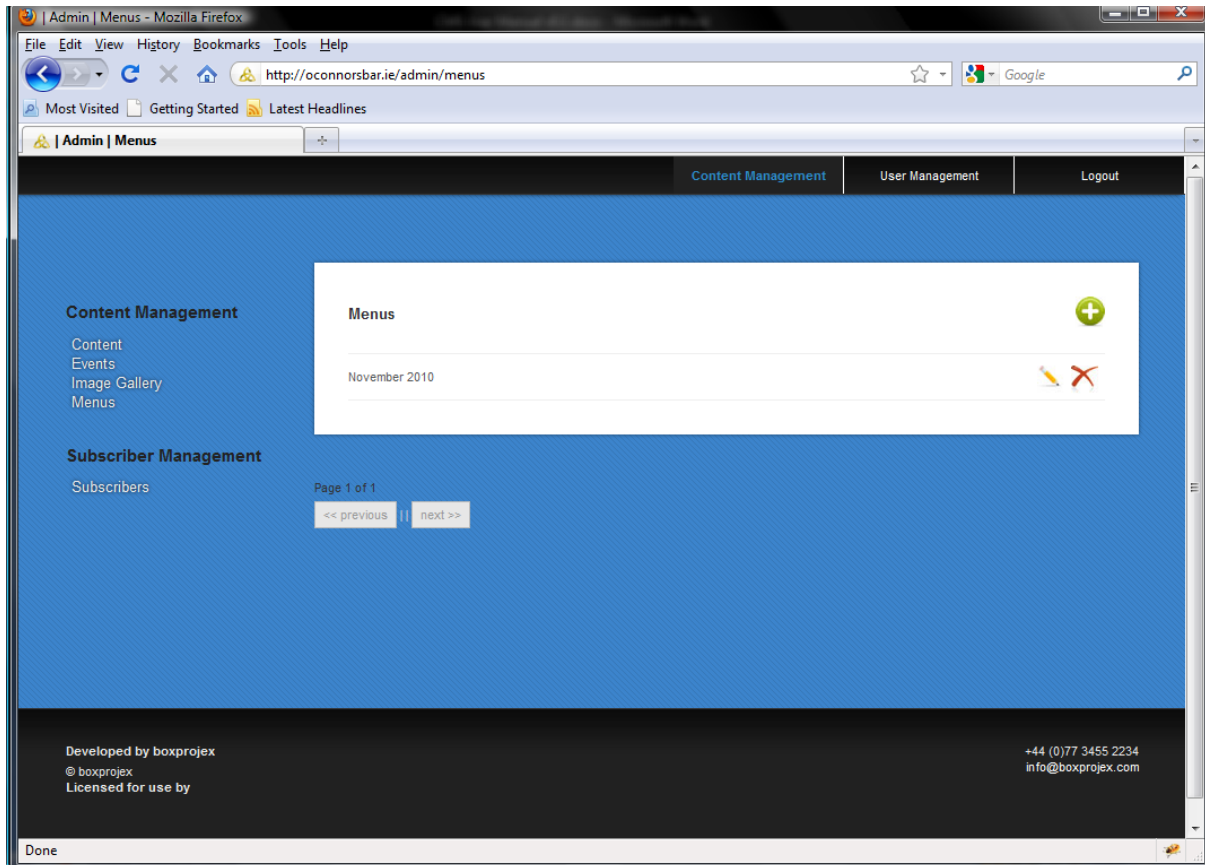 | Admin | Menus - Mozilla Firefox
File Edit View History Bookmarks Tools Help
http://oconnorsbar.ie/admin/menus
Google
Most Visited Getting Started Latest Headlines
| Admin | Menus
Content Management User Management Logout
Content Management
Content
Events
Image Gallery
Menus
Subscriber Management
Subscribers
Menus
November 2010
Page 1 of 1
<< previous || next >>
Developed by boxprojex
© boxprojex
Licensed for use by
+44 (0)77 3455 2234
info@boxprojex.com
Done